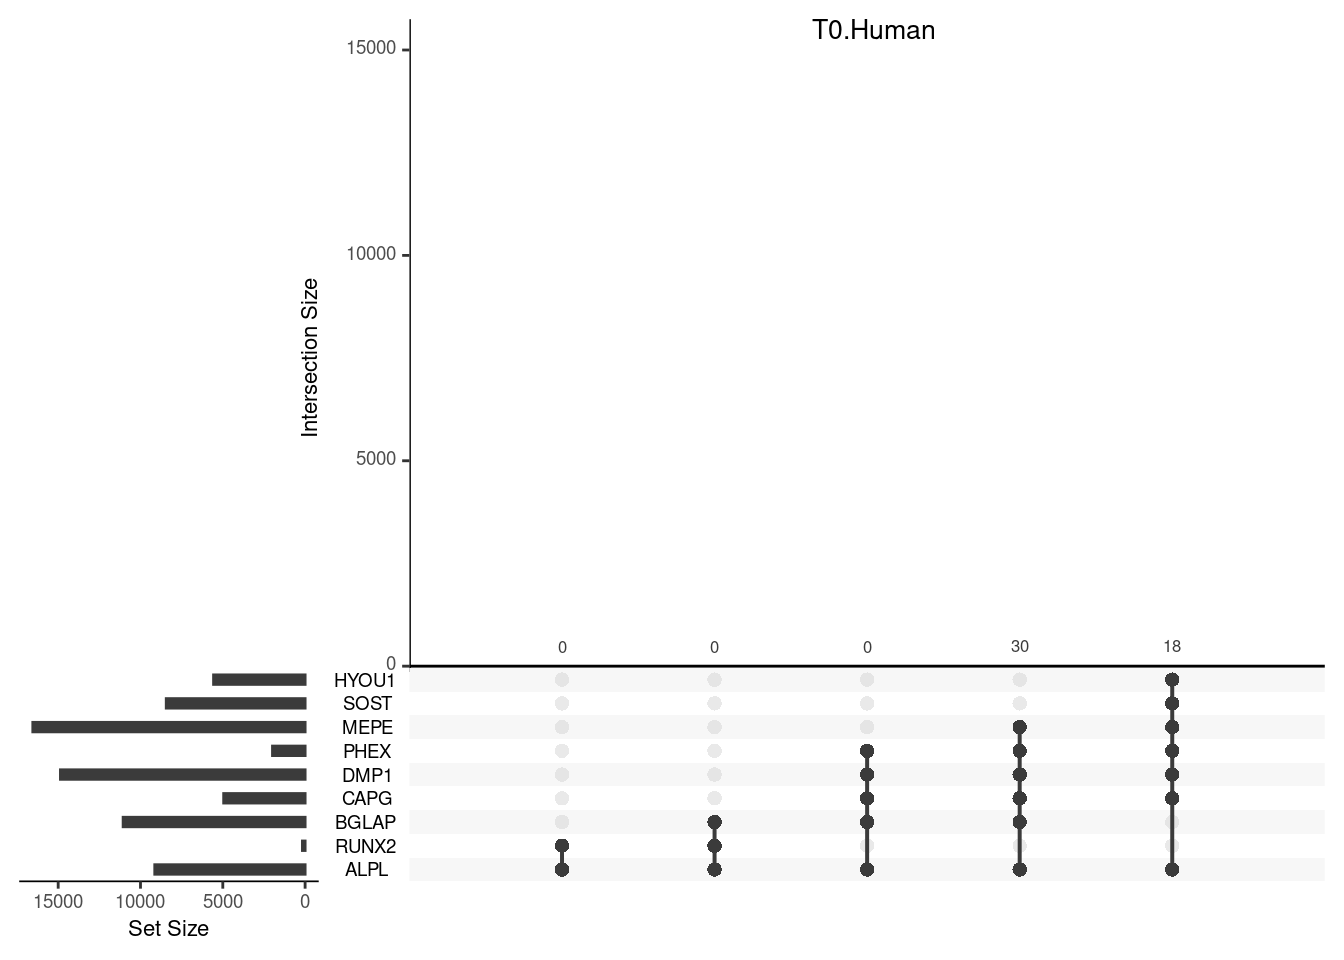 T0.Human
15000
10000
5000
0
Intersection Size
0 0 0 30 18
HYOU1
SOST
MEPE
PHEX
DMP1
CAPG
BGLAP
RUNX2
ALPL
15000 10000 5000 0
Set Size